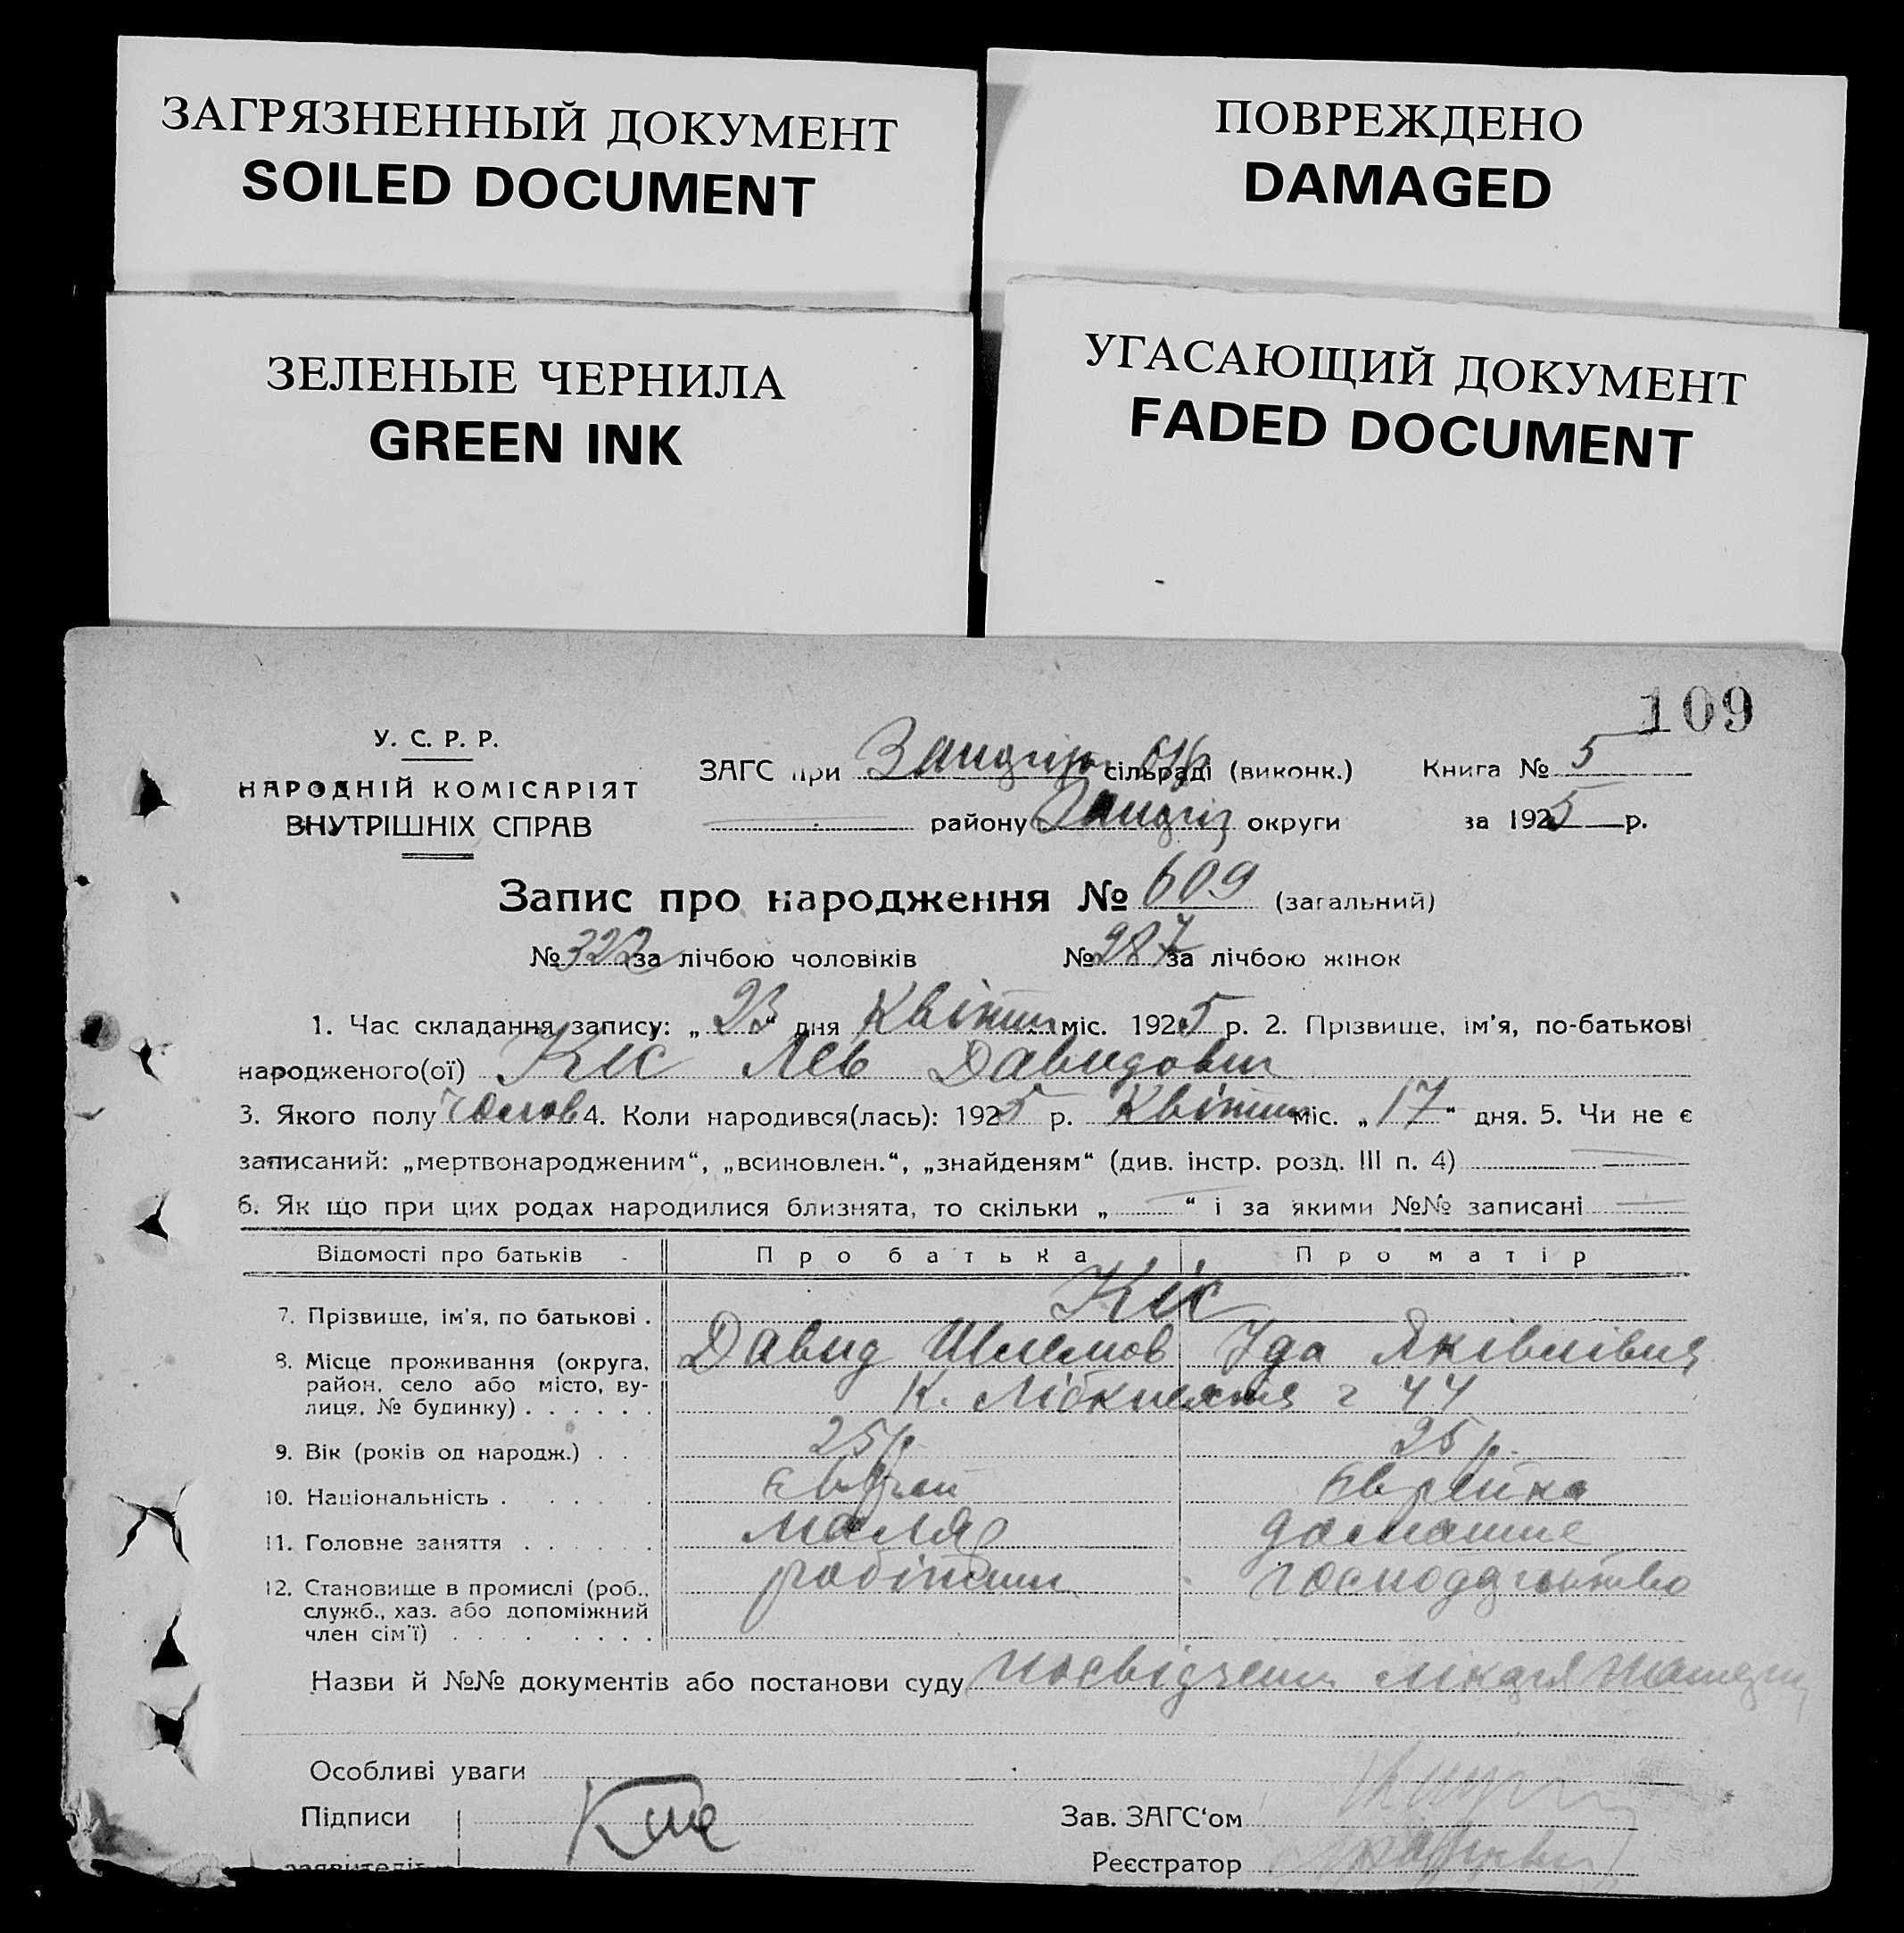 ЗАГРЯЗНЕННЫЙ ДОКУМЕНТ
SOILED DOCUMENT
ПОВРЕЖДЕНО
DAMAGED
ЗЕЛЕНЫЕ ЧЕРНИЛА
GREEN INK
УГАСАЮЩИЙ ДОКУМЕНТ
FADED DOCUMENT
109
У. С. Р. Р.
НАРОДНІЙ КОМІСАРІЯТ
ВНУТРІШНІХ СПРАВ
ЗАГС при сільраді (виконк.) Книга № 5
району округи за 1925 р.
Запис про народження № 609 (загальний)
№ 322 за лічбою чоловіків № 287 за лічбою жінок
1. Час складання запису: „ 23 “ дня Квітня міс. 1925 р. 2. Прізвище, ім'я, по-батькові
народженого(ої) Кіс Лев Давидович
3. Якого полу чолов 4. Коли народився(лась): 1925 р. Квітня міс. „ 17 “ дня. 5. Чи не є
записаний: „мертвонародженим“, „всиновлен.“, „знайденям“ (див. інстр. розд. III п. 4)
6. Як що при цих родах народилися близнята, то скільки „ “ і за якими №№ записані
Відомості про батьків Про батька Про матір
Кіс
7. Прізвище, ім'я, по батькові .
Давид Шлемов Іда Яківлівна
8. Місце проживання (округа, район, село або місто, ву-
лиця, № будинку) . . . . . . К. Лібкнехта 44
9. Вік (років од народж.) . . 25 р. 25 р.
10. Національність . . . . . . Єврей Єврейка
11. Головне заняття . . . . . . маляр домашнє
12. Становище в промислі (роб., служб., хаз. або допоміжний
член сім'ї) . . . . . . . . робітник господарство
Назви й №№ документів або постанови суду посвідчення лікаря
Особливі уваги
Підписи Зав. ЗАГС'ом
заявителів Реєстратор